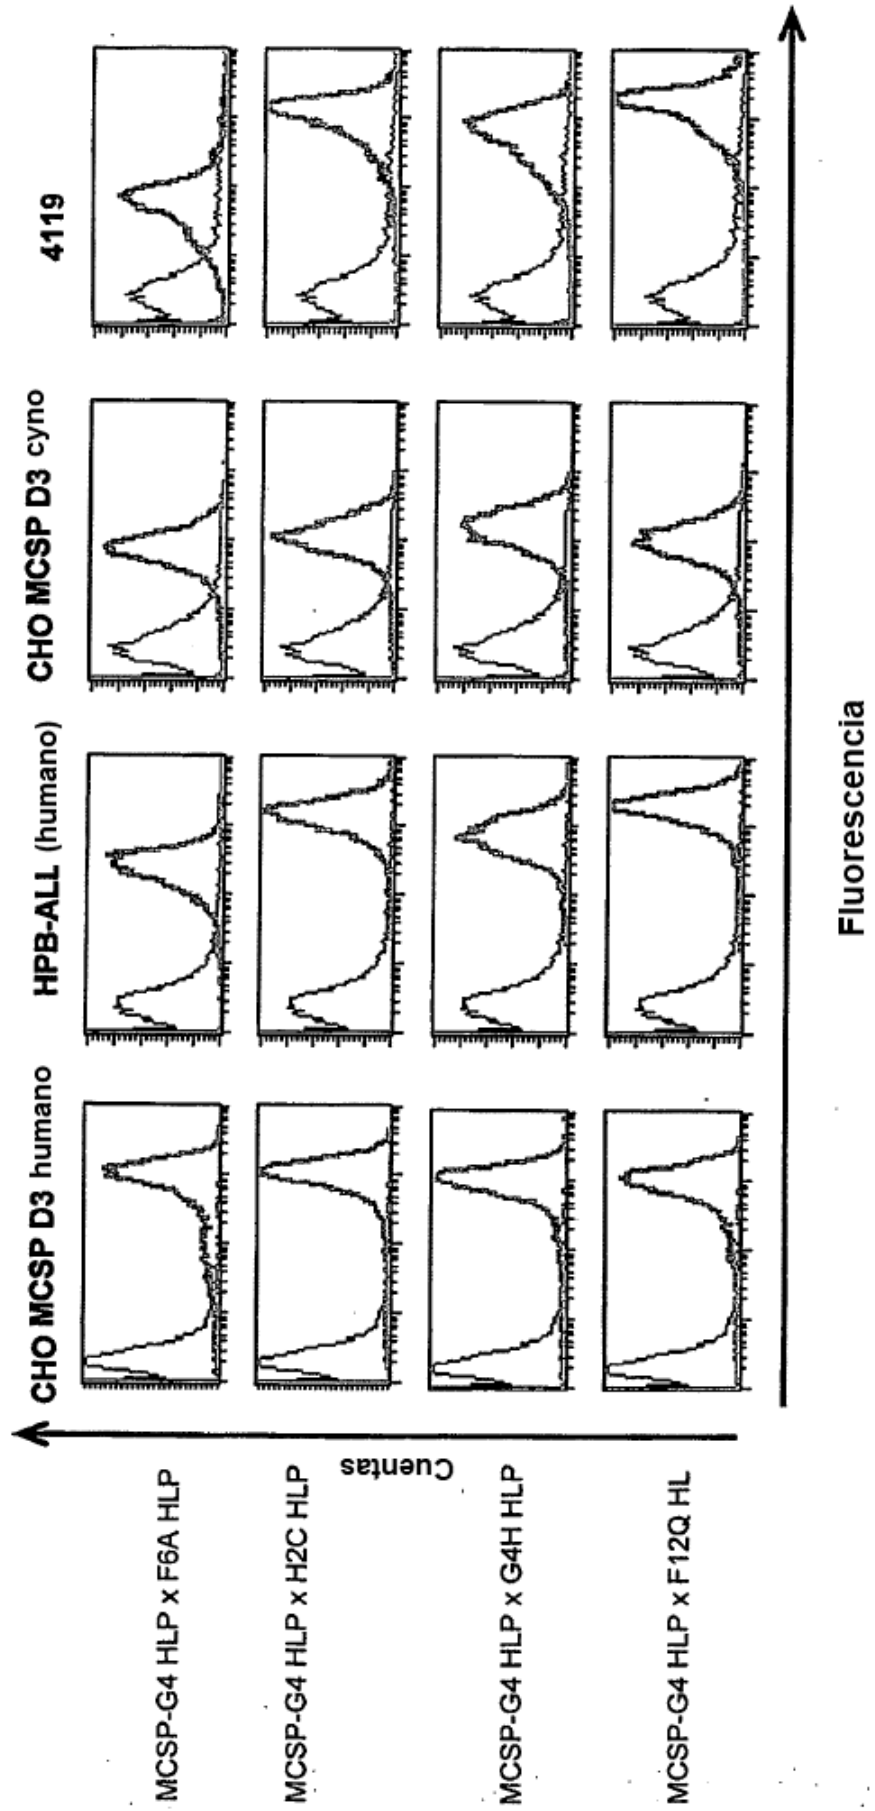 CHO MCSP D3 humano
HPB-ALL (humano)
CHO MCSP D3 cyno
4119
MCSP-G4 HLP x F6A HLP
MCSP-G4 HLP x H2C HLP
MCSP-G4 HLP x G4H HLP
MCSP-G4 HLP x F12Q HL
Cuentas
Fluorescencia